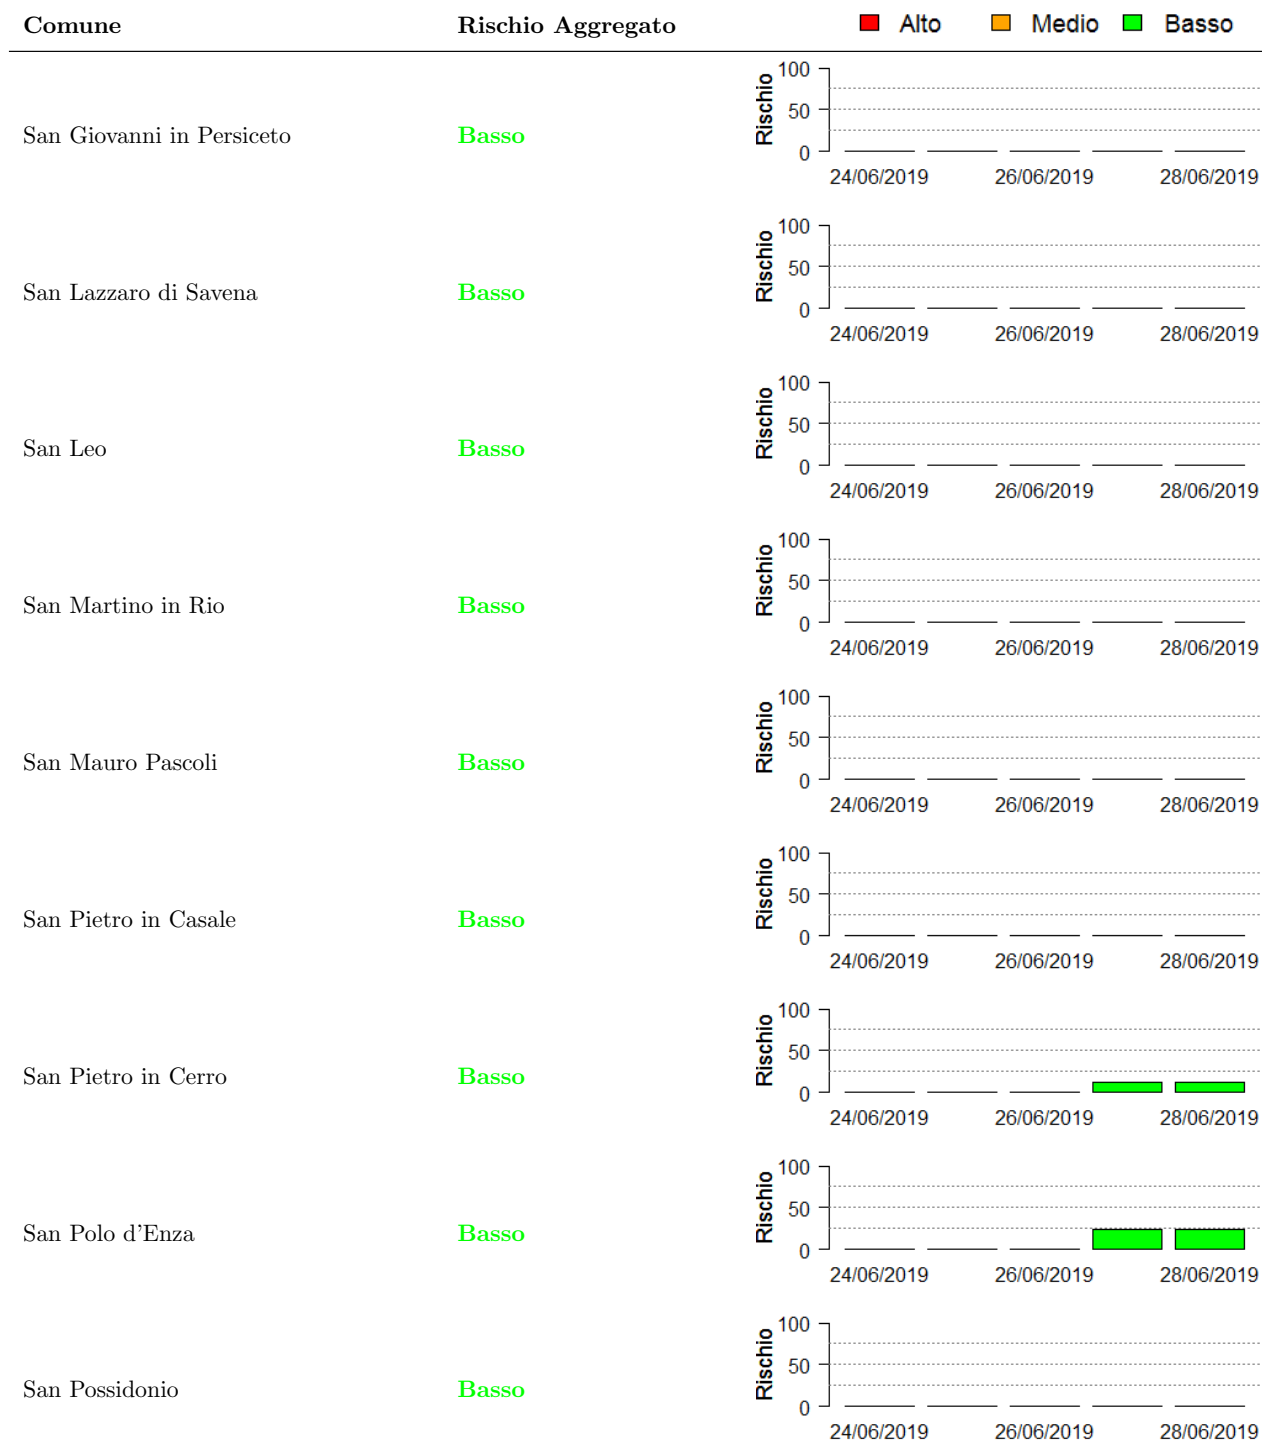 Comune Rischio Aggregato Alto Medio Basso
San Giovanni in Persiceto Basso Rischio 100 50 0
24/06/2019 26/06/2019 28/06/2019
San Lazzaro di Savena Basso Rischio 100 50 0
24/06/2019 26/06/2019 28/06/2019
San Leo Basso Rischio 100 50 0
24/06/2019 26/06/2019 28/06/2019
San Martino in Rio Basso Rischio 100 50 0
24/06/2019 26/06/2019 28/06/2019
San Mauro Pascoli Basso Rischio 100 50 0
24/06/2019 26/06/2019 28/06/2019
San Pietro in Casale Basso Rischio 100 50 0
24/06/2019 26/06/2019 28/06/2019
San Pietro in Cerro Basso Rischio 100 50 0
24/06/2019 26/06/2019 28/06/2019
San Polo d'Enza Basso Rischio 100 50 0
24/06/2019 26/06/2019 28/06/2019
San Possidonio Basso Rischio 100 50 0
24/06/2019 26/06/2019 28/06/2019